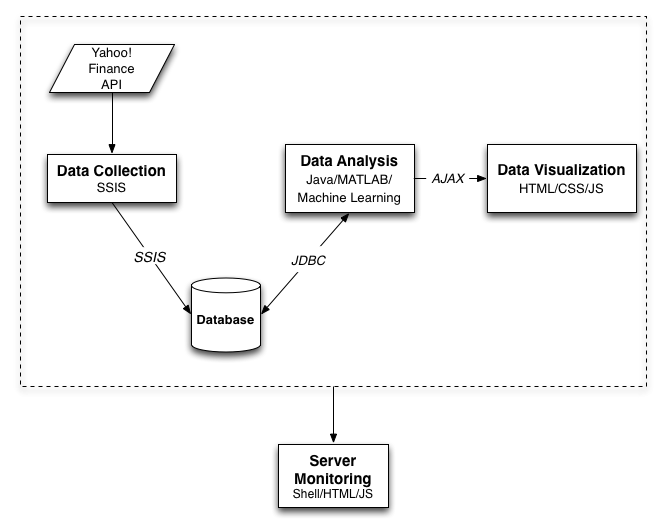 Yahoo!
Finance
API
Data Collection
SSIS
Data Analysis
Java/MATLAB/
Machine Learning
AJAX
Data Visualization
HTML/CSS/JS
SSIS
JDBC
Database
Server
Monitoring
Shell/HTML/JS